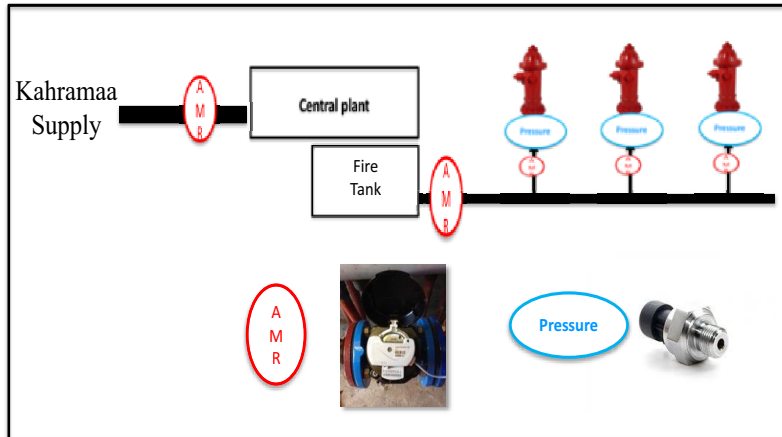 Kahramaa
Supply
A
M
R
Central plant
Fire
Tank
A
M
R
Pressure
A
M
Pressure
A
M
Pressure
A
M
A
M
R
Pressure